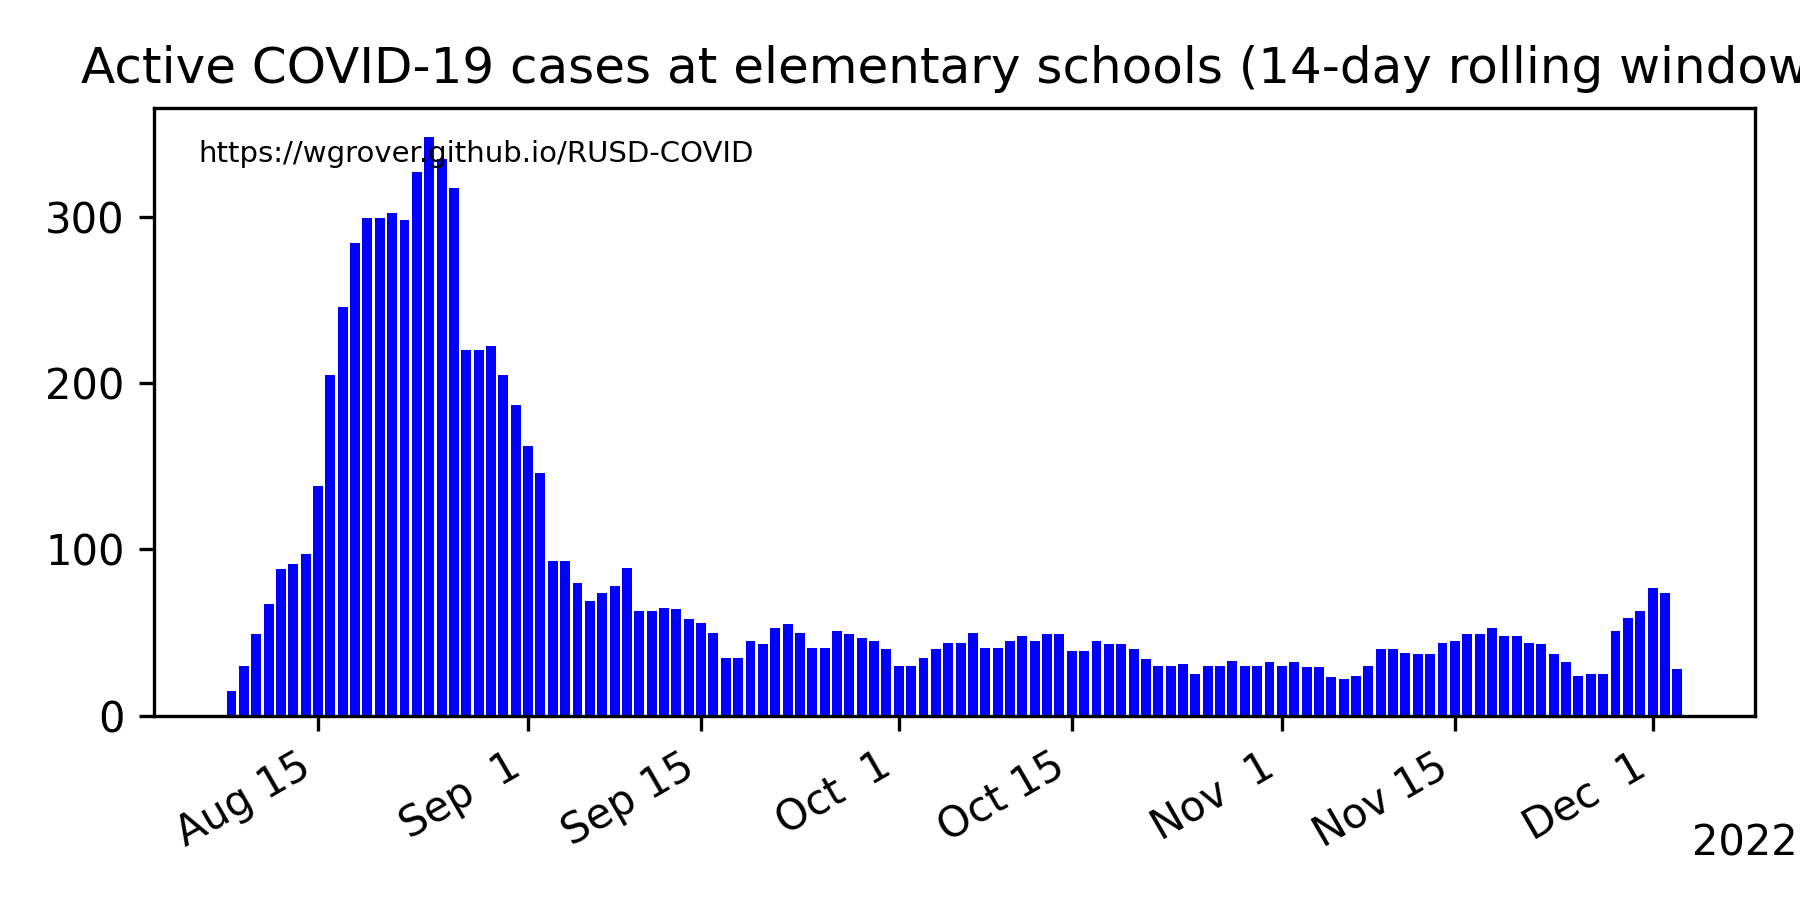 Active COVID-19 cases at elementary schools (14-day rolling window
https://wgrover.github.io/RUSD-COVID
300
200
100
0
Aug 15
Sep 1
Sep 15
Oct 1
Oct 15
Nov 1
Nov 15
Dec 1
2022